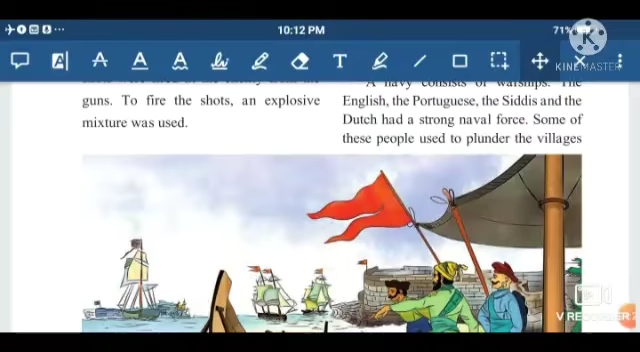 10:12 PM
71%
KINEMASTER
T
guns. To fire the shots, an explosive
mixture was used.
A navy consists of warships. The
English, the Portuguese, the Siddis and the
Dutch had a strong naval force. Some of
these people used to plunder the villages
V RECORDER